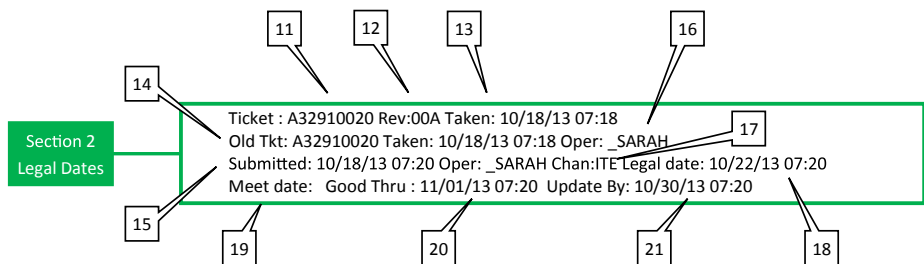 11
12
13
16
14
Ticket : A32910020 Rev:00A Taken: 10/18/13 07:18
Old Tkt: A32910020 Taken: 10/18/13 07:18 Oper: _SARAH
17
Section 2
Legal Dates
Submitted: 10/18/13 07:20 Oper: _SARAH Chan:ITE Legal date: 10/22/13 07:20
Meet date: Good Thru : 11/01/13 07:20 Update By: 10/30/13 07:20
15
19
20
21
18